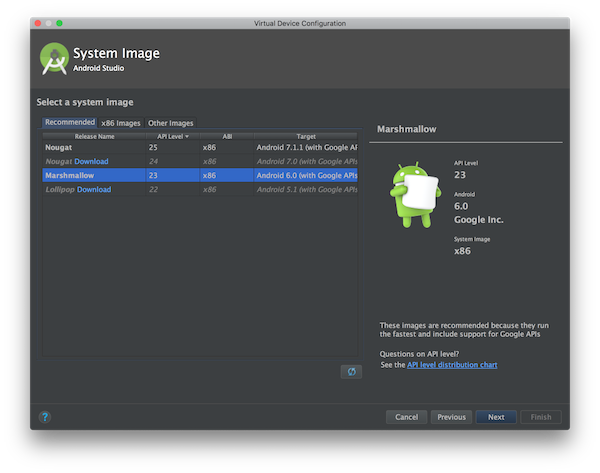 Virtual Device Configuration
System Image
Android Studio
Select a system image
Recommended x86 Images Other Images
Release Name API Level ABI Target
Nougat 25 x86 Android 7.1.1 (with Google AF
Nougat Download 24 x86 Android 7.0 (with Google APIs
Marshmallow 23 x86 Android 6.0 (with Google APIs
Lollipop Download 22 x86 Android 5.1 (with Google APIs
Marshmallow
API Level
23
Android
6.0
Google Inc.
System Image
x86
These images are recommended because they run
the fastest and include support for Google APIs
Questions on API level?
See the API level distribution chart
? Cancel Previous Next Finish